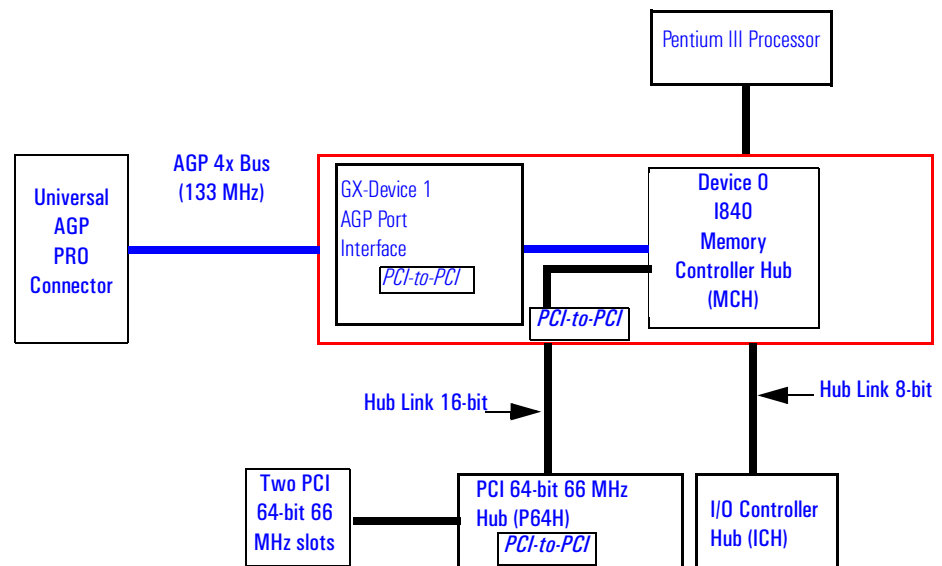 Pentium III Processor
AGP 4x Bus
(133 MHz)
Universal
AGP
PRO
Connector
GX-Device 1
AGP Port
Interface
PCI-to-PCI
Device 0
I840
Memory
Controller Hub
(MCH)
PCI-to-PCI
Hub Link 16-bit
Hub Link 8-bit
Two PCI
64-bit 66
MHz slots
PCI 64-bit 66 MHz
Hub (P64H)
PCI-to-PCI
I/O Controller
Hub (ICH)